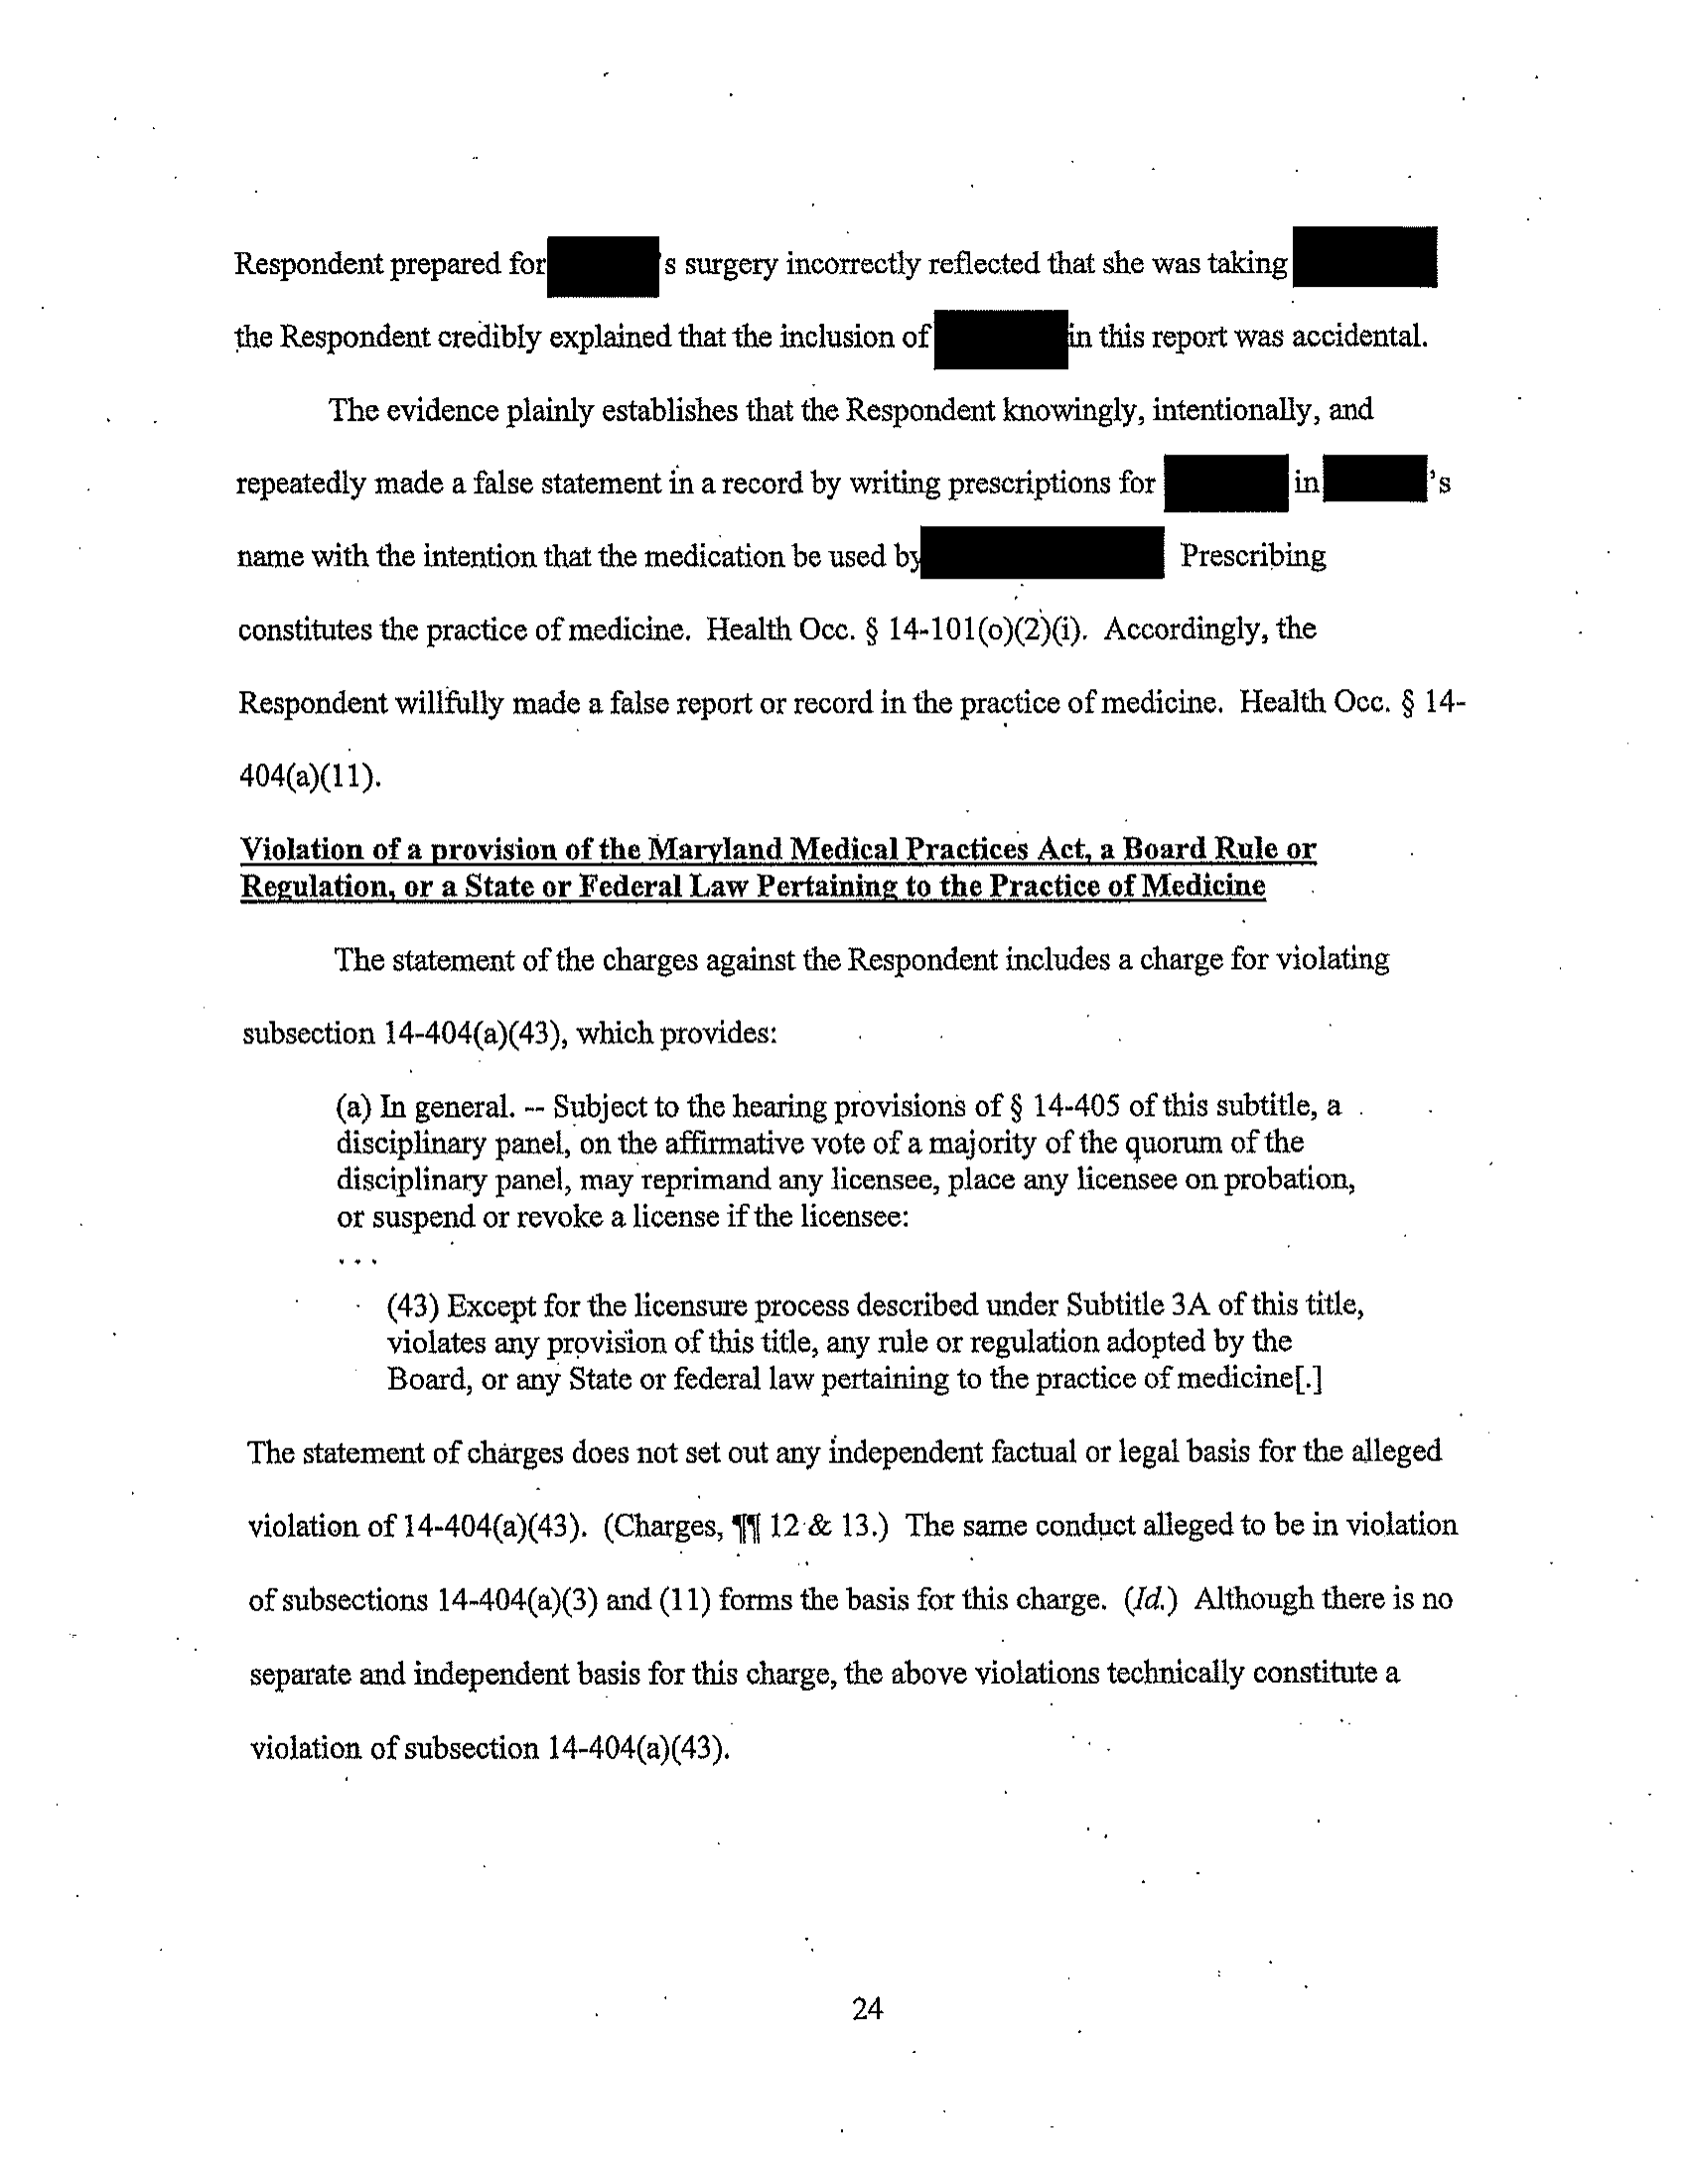 Respondent prepared for 's surgery incorrectly reflected that she was taking
the Respondent credibly explained that the inclusion of in this report was accidental.
The evidence plainly establishes that the Respondent knowingly, intentionally, and
repeatedly made a false statement in a record by writing prescriptions for in 's
name with the intention that the medication be used by Prescribing
constitutes the practice of medicine. Health Occ. § 14-101(o)(2)(i). Accordingly, the
Respondent willfully made a false report or record in the practice of medicine. Health Occ. § 14-
404(a)(11).
Violation of a provision of the Maryland Medical Practices Act, a Board Rule or
Regulation, or a State or Federal Law Pertaining to the Practice of Medicine
The statement of the charges against the Respondent includes a charge for violating
subsection 14-404(a)(43), which provides:
(a) In general. -- Subject to the hearing provisions of § 14-405 of this subtitle, a
disciplinary panel, on the affirmative vote of a majority of the quorum of the
disciplinary panel, may reprimand any licensee, place any licensee on probation,
or suspend or revoke a license if the licensee:
. . .
(43) Except for the licensure process described under Subtitle 3A of this title,
violates any provision of this title, any rule or regulation adopted by the
Board, or any State or federal law pertaining to the practice of medicine[.]
The statement of charges does not set out any independent factual or legal basis for the alleged
violation of 14-404(a)(43). (Charges, ¶¶ 12 & 13.) The same conduct alleged to be in violation
of subsections 14-404(a)(3) and (11) forms the basis for this charge. (Id.) Although there is no
separate and independent basis for this charge, the above violations technically constitute a
violation of subsection 14-404(a)(43).
24